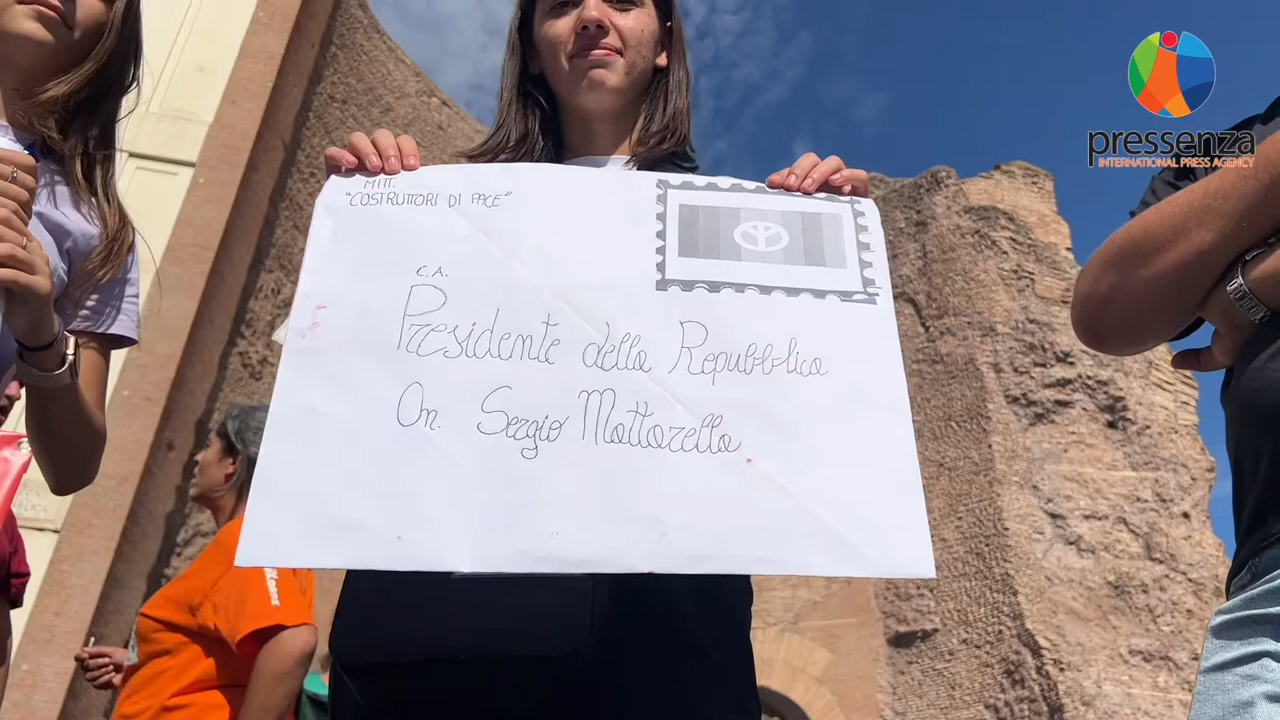 pressenza
INTERNATIONAL PRESS AGENCY
MITT.
"COSTRUTTORI DI PACE"
C.A.
Presidente della Repubblica
On. Sergio Mattarella